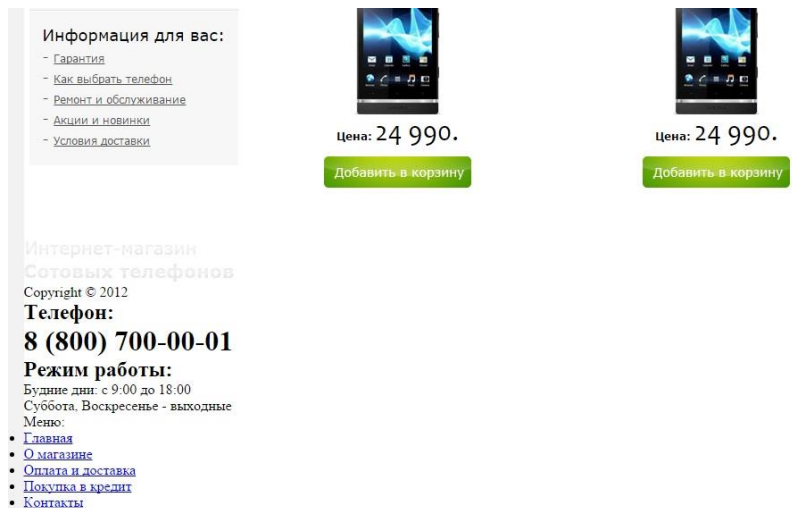 Информация для вас:
- Гарантия
- Как выбрать телефон
- Ремонт и обслуживание
- Акции и новинки
- Условия доставки
Цена: 24 990.
Добавить в корзину
Цена: 24 990.
Добавить в корзину
Интернет-магазин
Сотовых телефонов
Copyright © 2012
Телефон:
8 (800) 700-00-01
Режим работы:
Будние дни: с 9:00 до 18:00
Суббота, Воскресенье - выходные
Меню:
• Главная
• О магазине
• Оплата и доставка
• Покупка в кредит
• Контакты